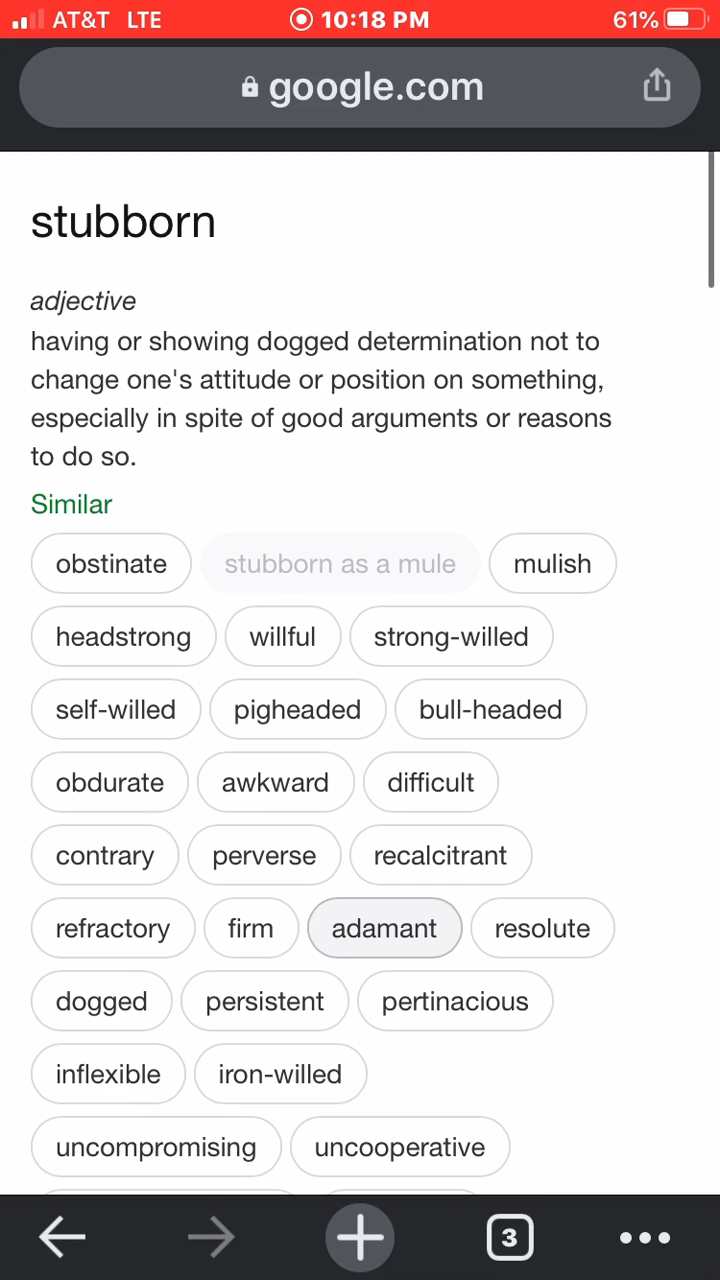 AT&T LTE 10:18 PM 61%
google.com
stubborn
adjective
having or showing dogged determination not to
change one's attitude or position on something,
especially in spite of good arguments or reasons
to do so.
Similar
obstinate stubborn as a mule mulish
headstrong willful strong-willed
self-willed pigheaded bull-headed
obdurate awkward difficult
contrary perverse recalcitrant
refractory firm adamant resolute
dogged persistent pertinacious
inflexible iron-willed
uncompromising uncooperative
3